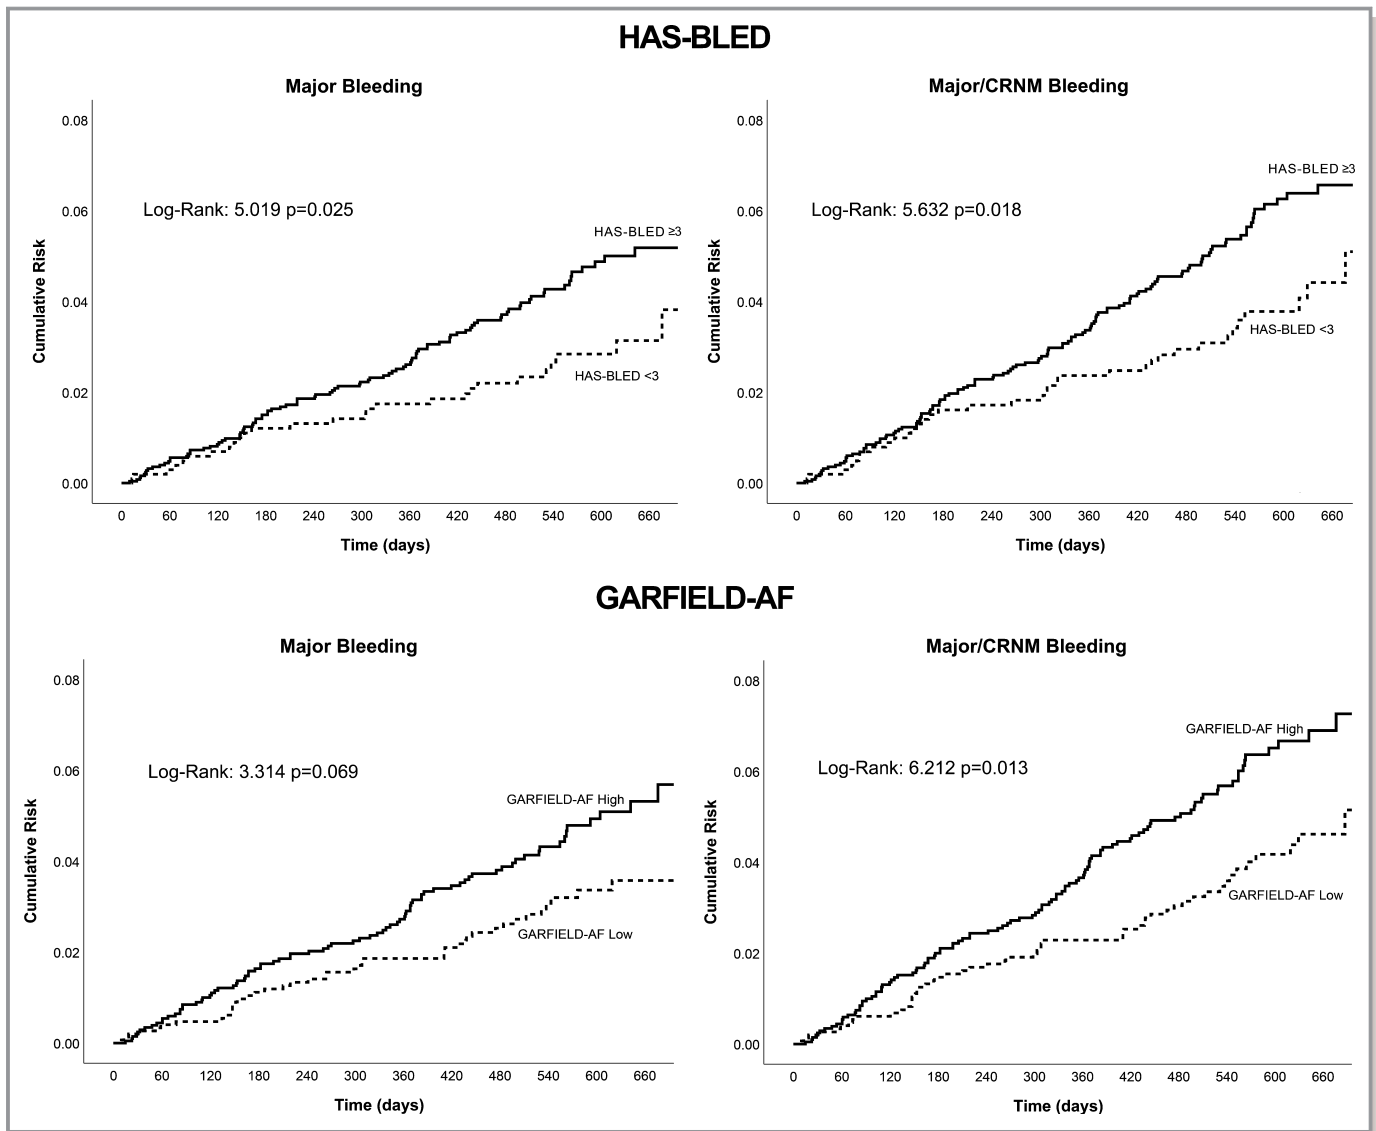 HAS-BLED
Major Bleeding
0.08
0.06
0.04
0.02
0.00
Cumulative Risk
Log-Rank: 5.019 p=0.025
HAS-BLED ≥3
HAS-BLED <3
0 60 120 180 240 300 360 420 480 540 600 660
Time (days)
Major/CRNM Bleeding
0.08
0.06
0.04
0.02
0.00
Cumulative Risk
Log-Rank: 5.632 p=0.018
HAS-BLED ≥3
HAS-BLED <3
0 60 120 180 240 300 360 420 480 540 600 660
Time (days)
GARFIELD-AF
Major Bleeding
0.08
0.06
0.04
0.02
0.00
Cumulative Risk
Log-Rank: 3.314 p=0.069
GARFIELD-AF High
GARFIELD-AF Low
0 60 120 180 240 300 360 420 480 540 600 660
Time (days)
Major/CRNM Bleeding
0.08
0.06
0.04
0.02
0.00
Cumulative Risk
Log-Rank: 6.212 p=0.013
GARFIELD-AF High
GARFIELD-AF Low
0 60 120 180 240 300 360 420 480 540 600 660
Time (days)